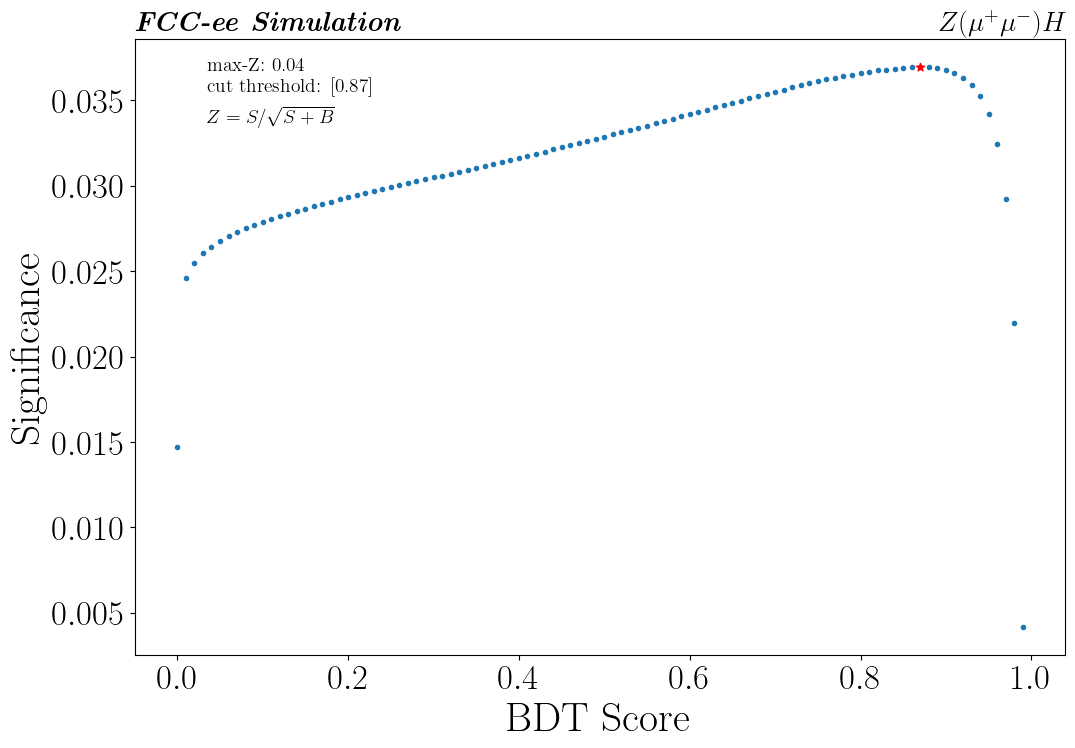 FCC-ee Simulation
Z(μ⁺μ⁻)H
max-Z: 0.04
cut threshold: [0.87]
Z = S/√(S + B)
0.035
0.030
0.025
0.020
0.015
0.010
0.005
Significance
0.0 0.2 0.4 0.6 0.8 1.0
BDT Score